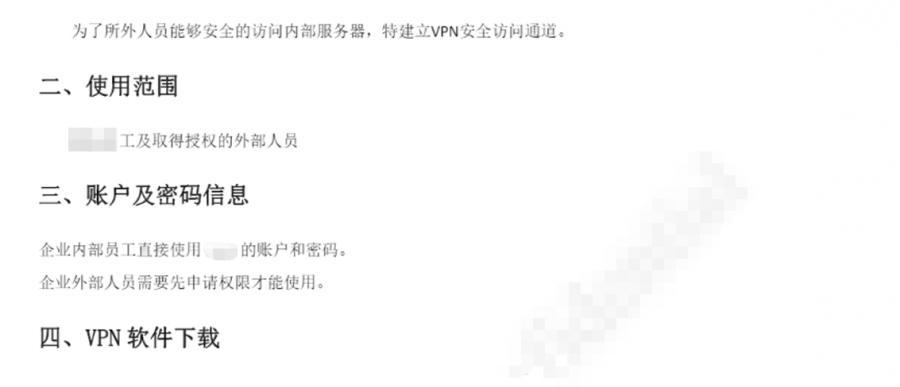 为了所外人员能够安全的访问内部服务器，特建立VPN安全访问通道。
二、使用范围
工及取得授权的外部人员
三、账户及密码信息
企业内部员工直接使用 的账户和密码。
企业外部人员需要先申请权限才能使用。
四、VPN 软件下载